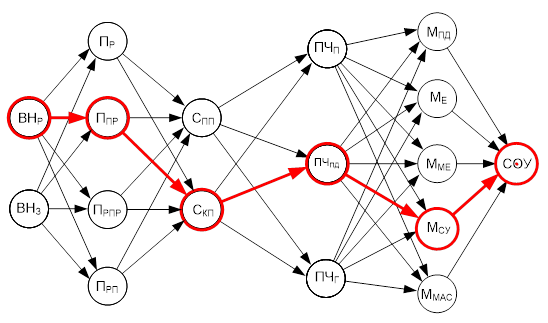 ВНР
ВНЗ
ПР
ППР
ПРПР
ПРП
СПП
СКП
ПЧП
ПЧПД
ПЧГ
МПД
МЕ
ММЕ
МСУ
ММАС
СОУ